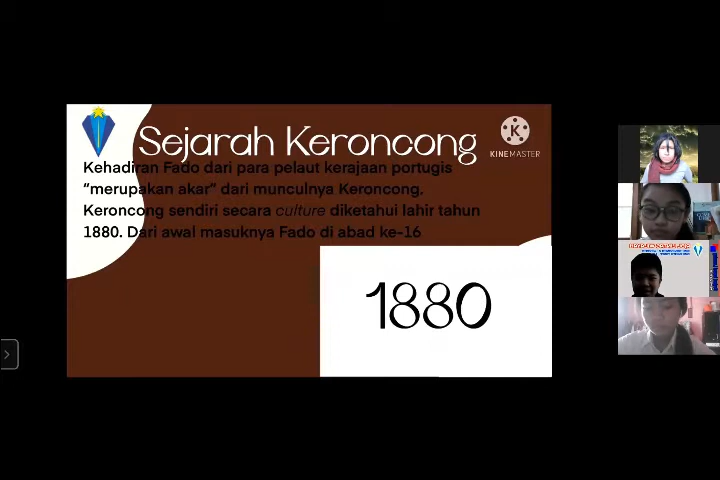 Sejarah Keroncong
KINEMASTER
Kehadiran Fado dari para pelaut kerajaan portugis
“merupakan akar” dari munculnya Keroncong.
Keroncong sendiri secara culture diketahui lahir tahun
1880. Dari awal masuknya Fado di abad ke-16
1880